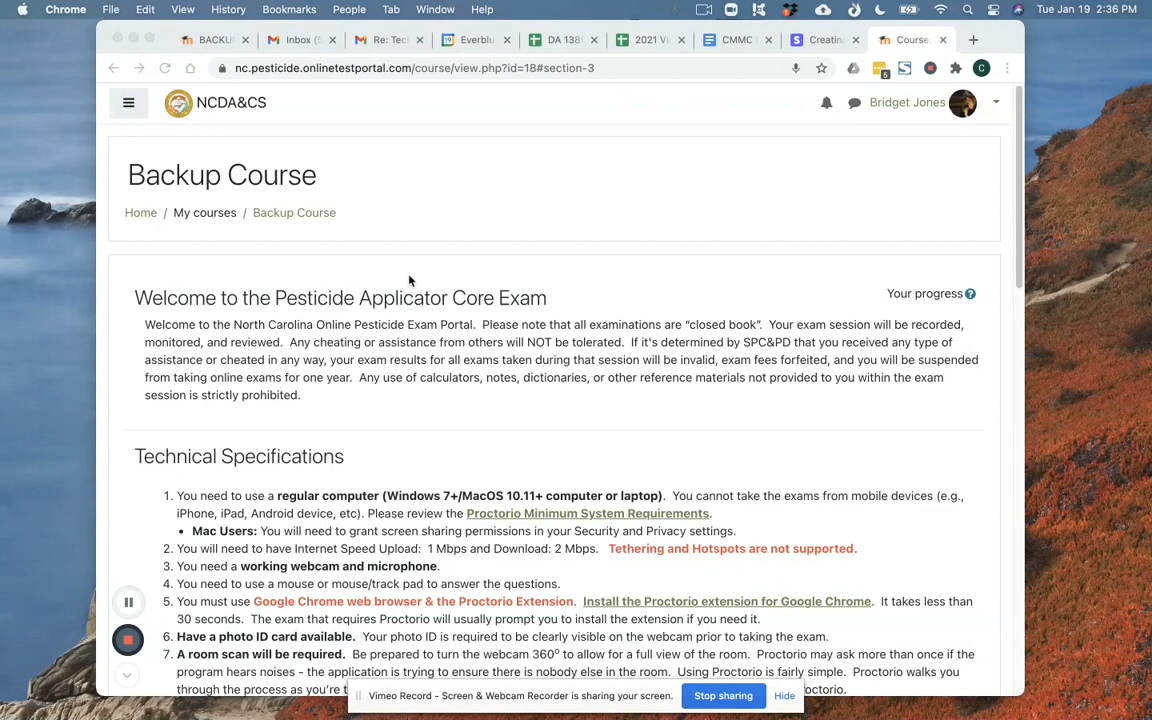 Chrome File Edit View History Bookmarks People Tab Window Help Tue Jan 19 2:36 PM
BACKU Inbox (5 Re: Tec Everblu DA 138 2021 Vi CMMC Creatin Course
nc.pesticide.onlinetestportal.com/course/view.php?id=18#section-3
NCDA&CS Bridget Jones
Backup Course
Home / My courses / Backup Course
Welcome to the Pesticide Applicator Core Exam Your progress
Welcome to the North Carolina Online Pesticide Exam Portal. Please note that all examinations are “closed book”. Your exam session will be recorded,
monitored, and reviewed. Any cheating or assistance from others will NOT be tolerated. If it's determined by SPC&PD that you received any type of
assistance or cheated in any way, your exam results for all exams taken during that session will be invalid, exam fees forfeited, and you will be suspended
from taking online exams for one year. Any use of calculators, notes, dictionaries, or other reference materials not provided to you within the exam
session is strictly prohibited.
Technical Specifications
1. You need to use a regular computer (Windows 7+/MacOS 10.11+ computer or laptop). You cannot take the exams from mobile devices (e.g.,
iPhone, iPad, Android device, etc). Please review the Proctorio Minimum System Requirements.
• Mac Users: You will need to grant screen sharing permissions in your Security and Privacy settings.
2. You will need to have Internet Speed Upload: 1 Mbps and Download: 2 Mbps. Tethering and Hotspots are not supported.
3. You need a working webcam and microphone.
4. You need to use a mouse or mouse/track pad to answer the questions.
5. You must use Google Chrome web browser & the Proctorio Extension. Install the Proctorio extension for Google Chrome. It takes less than
30 seconds. The exam that requires Proctorio will usually prompt you to install the extension if you need it.
6. Have a photo ID card available. Your photo ID is required to be clearly visible on the webcam prior to taking the exam.
7. A room scan will be required. Be prepared to turn the webcam 360° to allow for a full view of the room. Proctorio may ask more than once if the
program hears noises - the application is trying to ensure there is nobody else in the room. Using Proctorio is fairly simple. Proctorio walks you
through the process as you're t octorio.
Vimeo Record - Screen & Webcam Recorder is sharing your screen. Stop sharing Hide